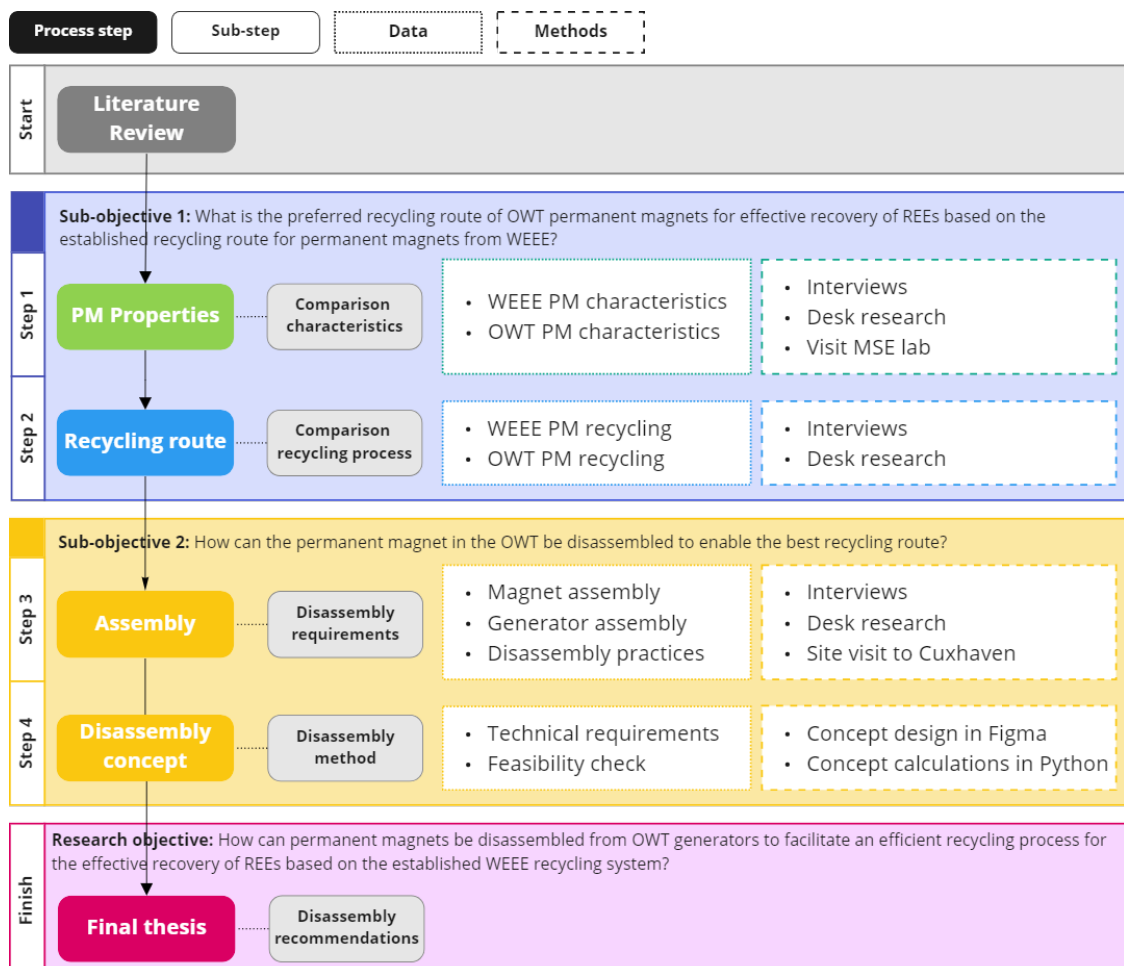 Process step
Sub-step
Data
Methods
Start
Literature
Review
Sub-objective 1: What is the preferred recycling route of OWT permanent magnets for effective recovery of REEs based on the
established recycling route for permanent magnets from WEEE?
Step 1
PM Properties
Comparison
characteristics
• WEEE PM characteristics
• OWT PM characteristics
• Interviews
• Desk research
• Visit MSE lab
Step 2
Recycling route
Comparison
recycling process
• WEEE PM recycling
• OWT PM recycling
• Interviews
• Desk research
Sub-objective 2: How can the permanent magnet in the OWT be disassembled to enable the best recycling route?
Step 3
Assembly
Disassembly
requirements
• Magnet assembly
• Generator assembly
• Disassembly practices
• Interviews
• Desk research
• Site visit to Cuxhaven
Step 4
Disassembly
concept
Disassembly
method
• Technical requirements
• Feasibility check
• Concept design in Figma
• Concept calculations in Python
Research objective: How can permanent magnets be disassembled from OWT generators to facilitate an efficient recycling process for
the effective recovery of REEs based on the established WEEE recycling system?
Finish
Final thesis
Disassembly
recommendations